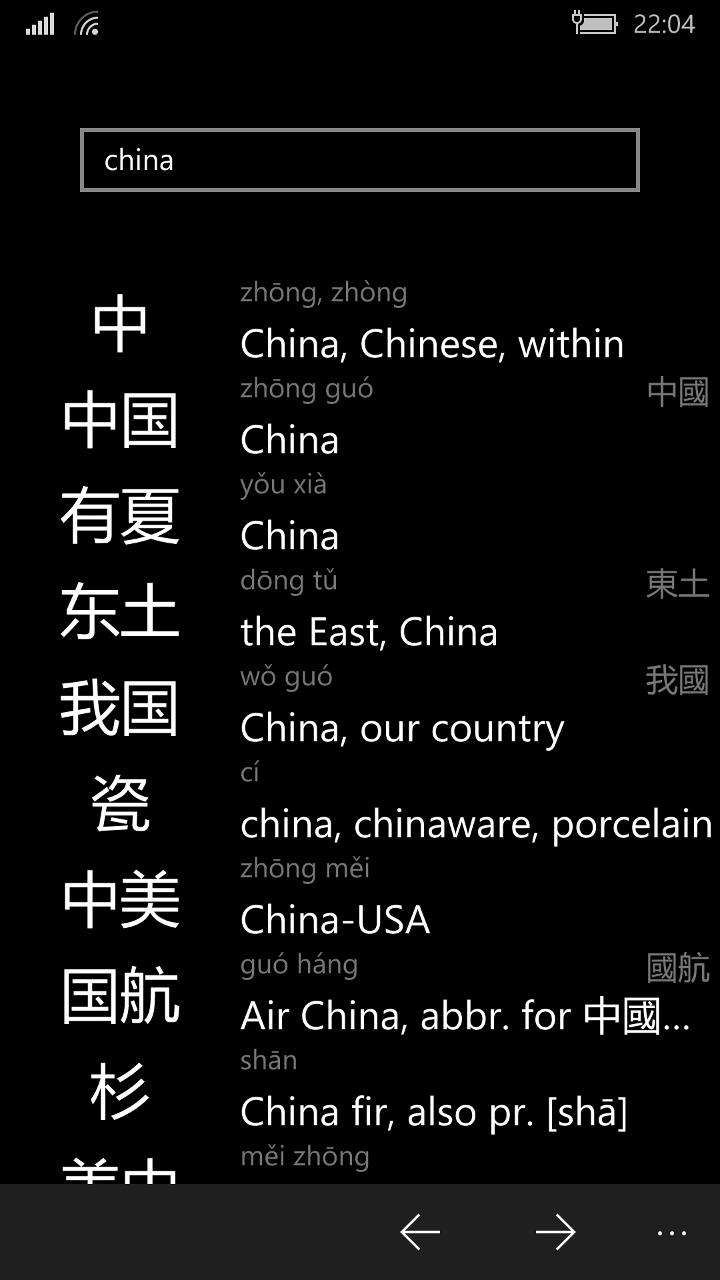 22:04
china
zhōng, zhòng
中
China, Chinese, within
zhōng guó
中國
中国
China
yǒu xià
有夏
China
dōng tǔ
東土
东土
the East, China
wǒ guó
我國
我国
China, our country
cí
瓷
china, chinaware, porcelain
zhōng měi
中美
China-USA
guó háng
國航
国航
Air China, abbr. for 中國...
shān
杉
China fir, also pr. [shā]
měi zhōng
美中